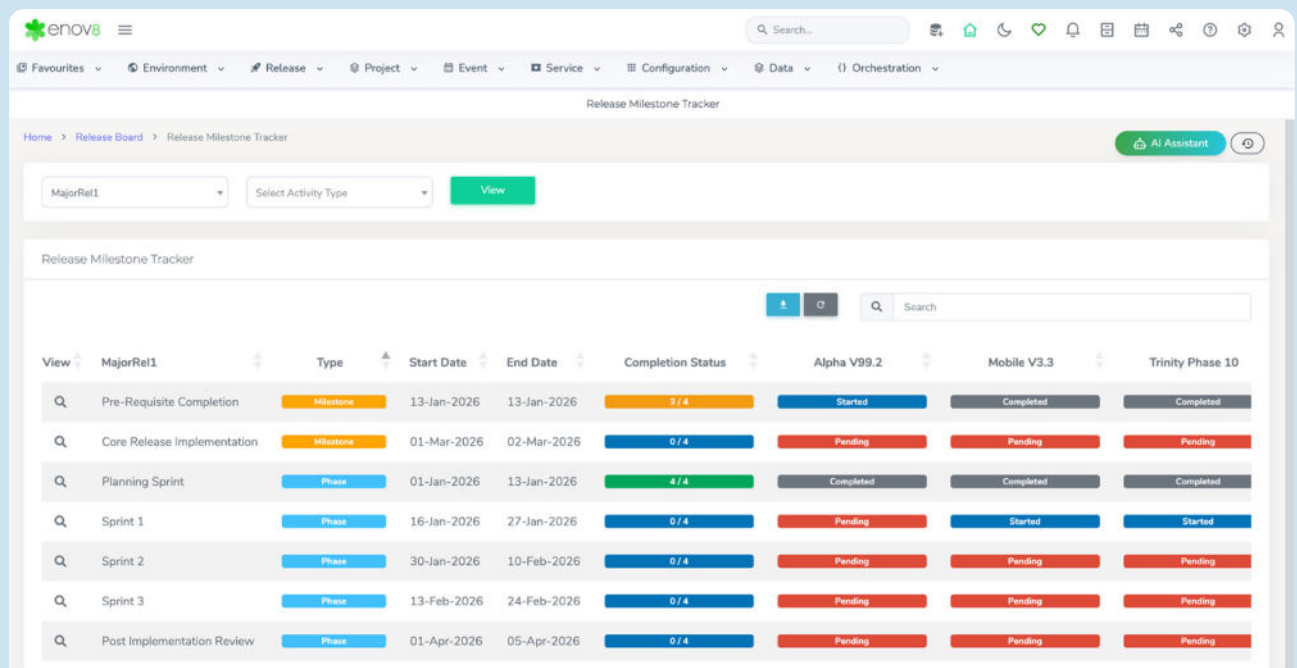 enov8
Search...
Favourites Environment Release Project Event Service Configuration Data {} Orchestration
Release Milestone Tracker
Home > Release Board > Release Milestone Tracker
AI Assistant
MajorRel1 Select Activity Type View
Release Milestone Tracker
Search
View MajorRel1 Type Start Date End Date Completion Status Alpha V99.2 Mobile V3.3 Trinity Phase 10
Pre-Requisite Completion Milestone 13-Jan-2026 13-Jan-2026 3 / 4 Started Completed Completed
Core Release Implementation Milestone 01-Mar-2026 02-Mar-2026 0 / 4 Pending Pending Pending
Planning Sprint Phase 01-Jan-2026 13-Jan-2026 4 / 4 Completed Completed Completed
Sprint 1 Phase 16-Jan-2026 27-Jan-2026 0 / 4 Pending Started Started
Sprint 2 Phase 30-Jan-2026 10-Feb-2026 0 / 4 Pending Pending Pending
Sprint 3 Phase 13-Feb-2026 24-Feb-2026 0 / 4 Pending Pending Pending
Post Implementation Review Phase 01-Apr-2026 05-Apr-2026 0 / 4 Pending Pending Pending